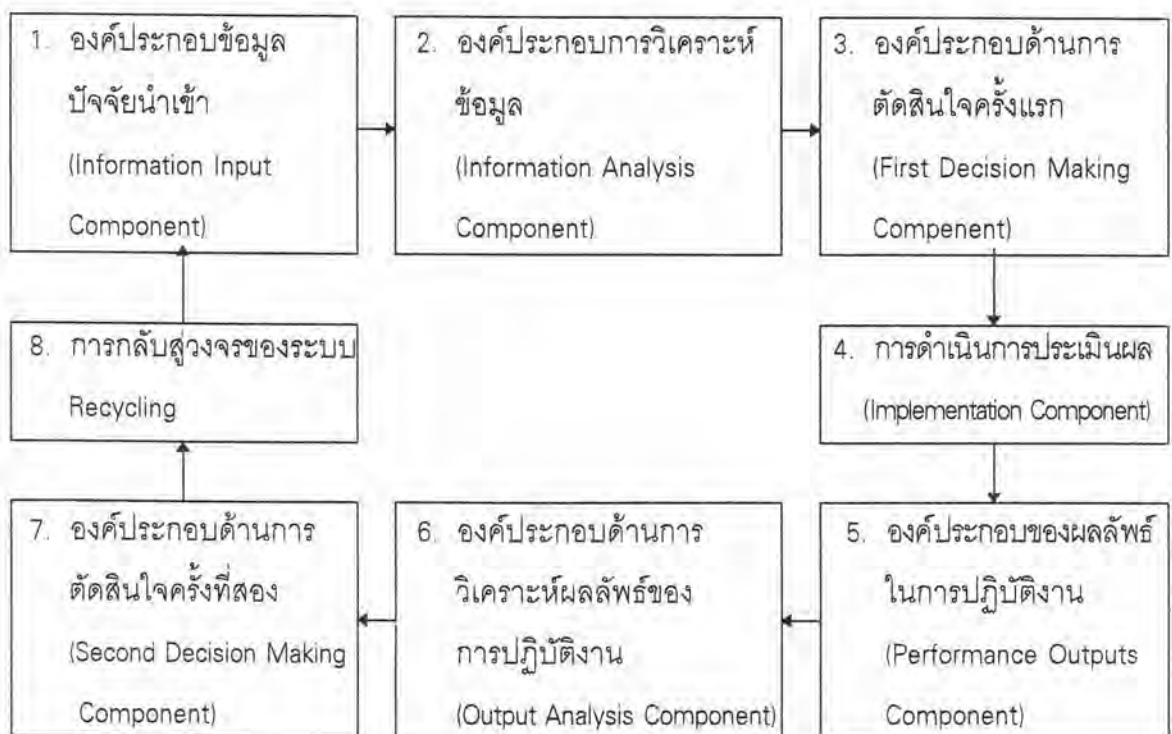 1. องค์ประกอบข้อมูล
ปัจจัยนำเข้า
(Information Input
Component)
2. องค์ประกอบการวิเคราะห์
ข้อมูล
(Information Analysis
Component)
3. องค์ประกอบด้านการ
ตัดสินใจครั้งแรก
(First Decision Making
Compenent)
4. การดำเนินการประเมินผล
(Implementation Component)
5. องค์ประกอบของผลลัพธ์
ในการปฏิบัติงาน
(Performance Outputs
Component)
6. องค์ประกอบด้านการ
วิเคราะห์ผลลัพธ์ของ
การปฏิบัติงาน
(Output Analysis Component)
7. องค์ประกอบด้านการ
ตัดสินใจครั้งที่สอง
(Second Decision Making
Component)
8. การกลับสู่วงจรของระบบ
Recycling